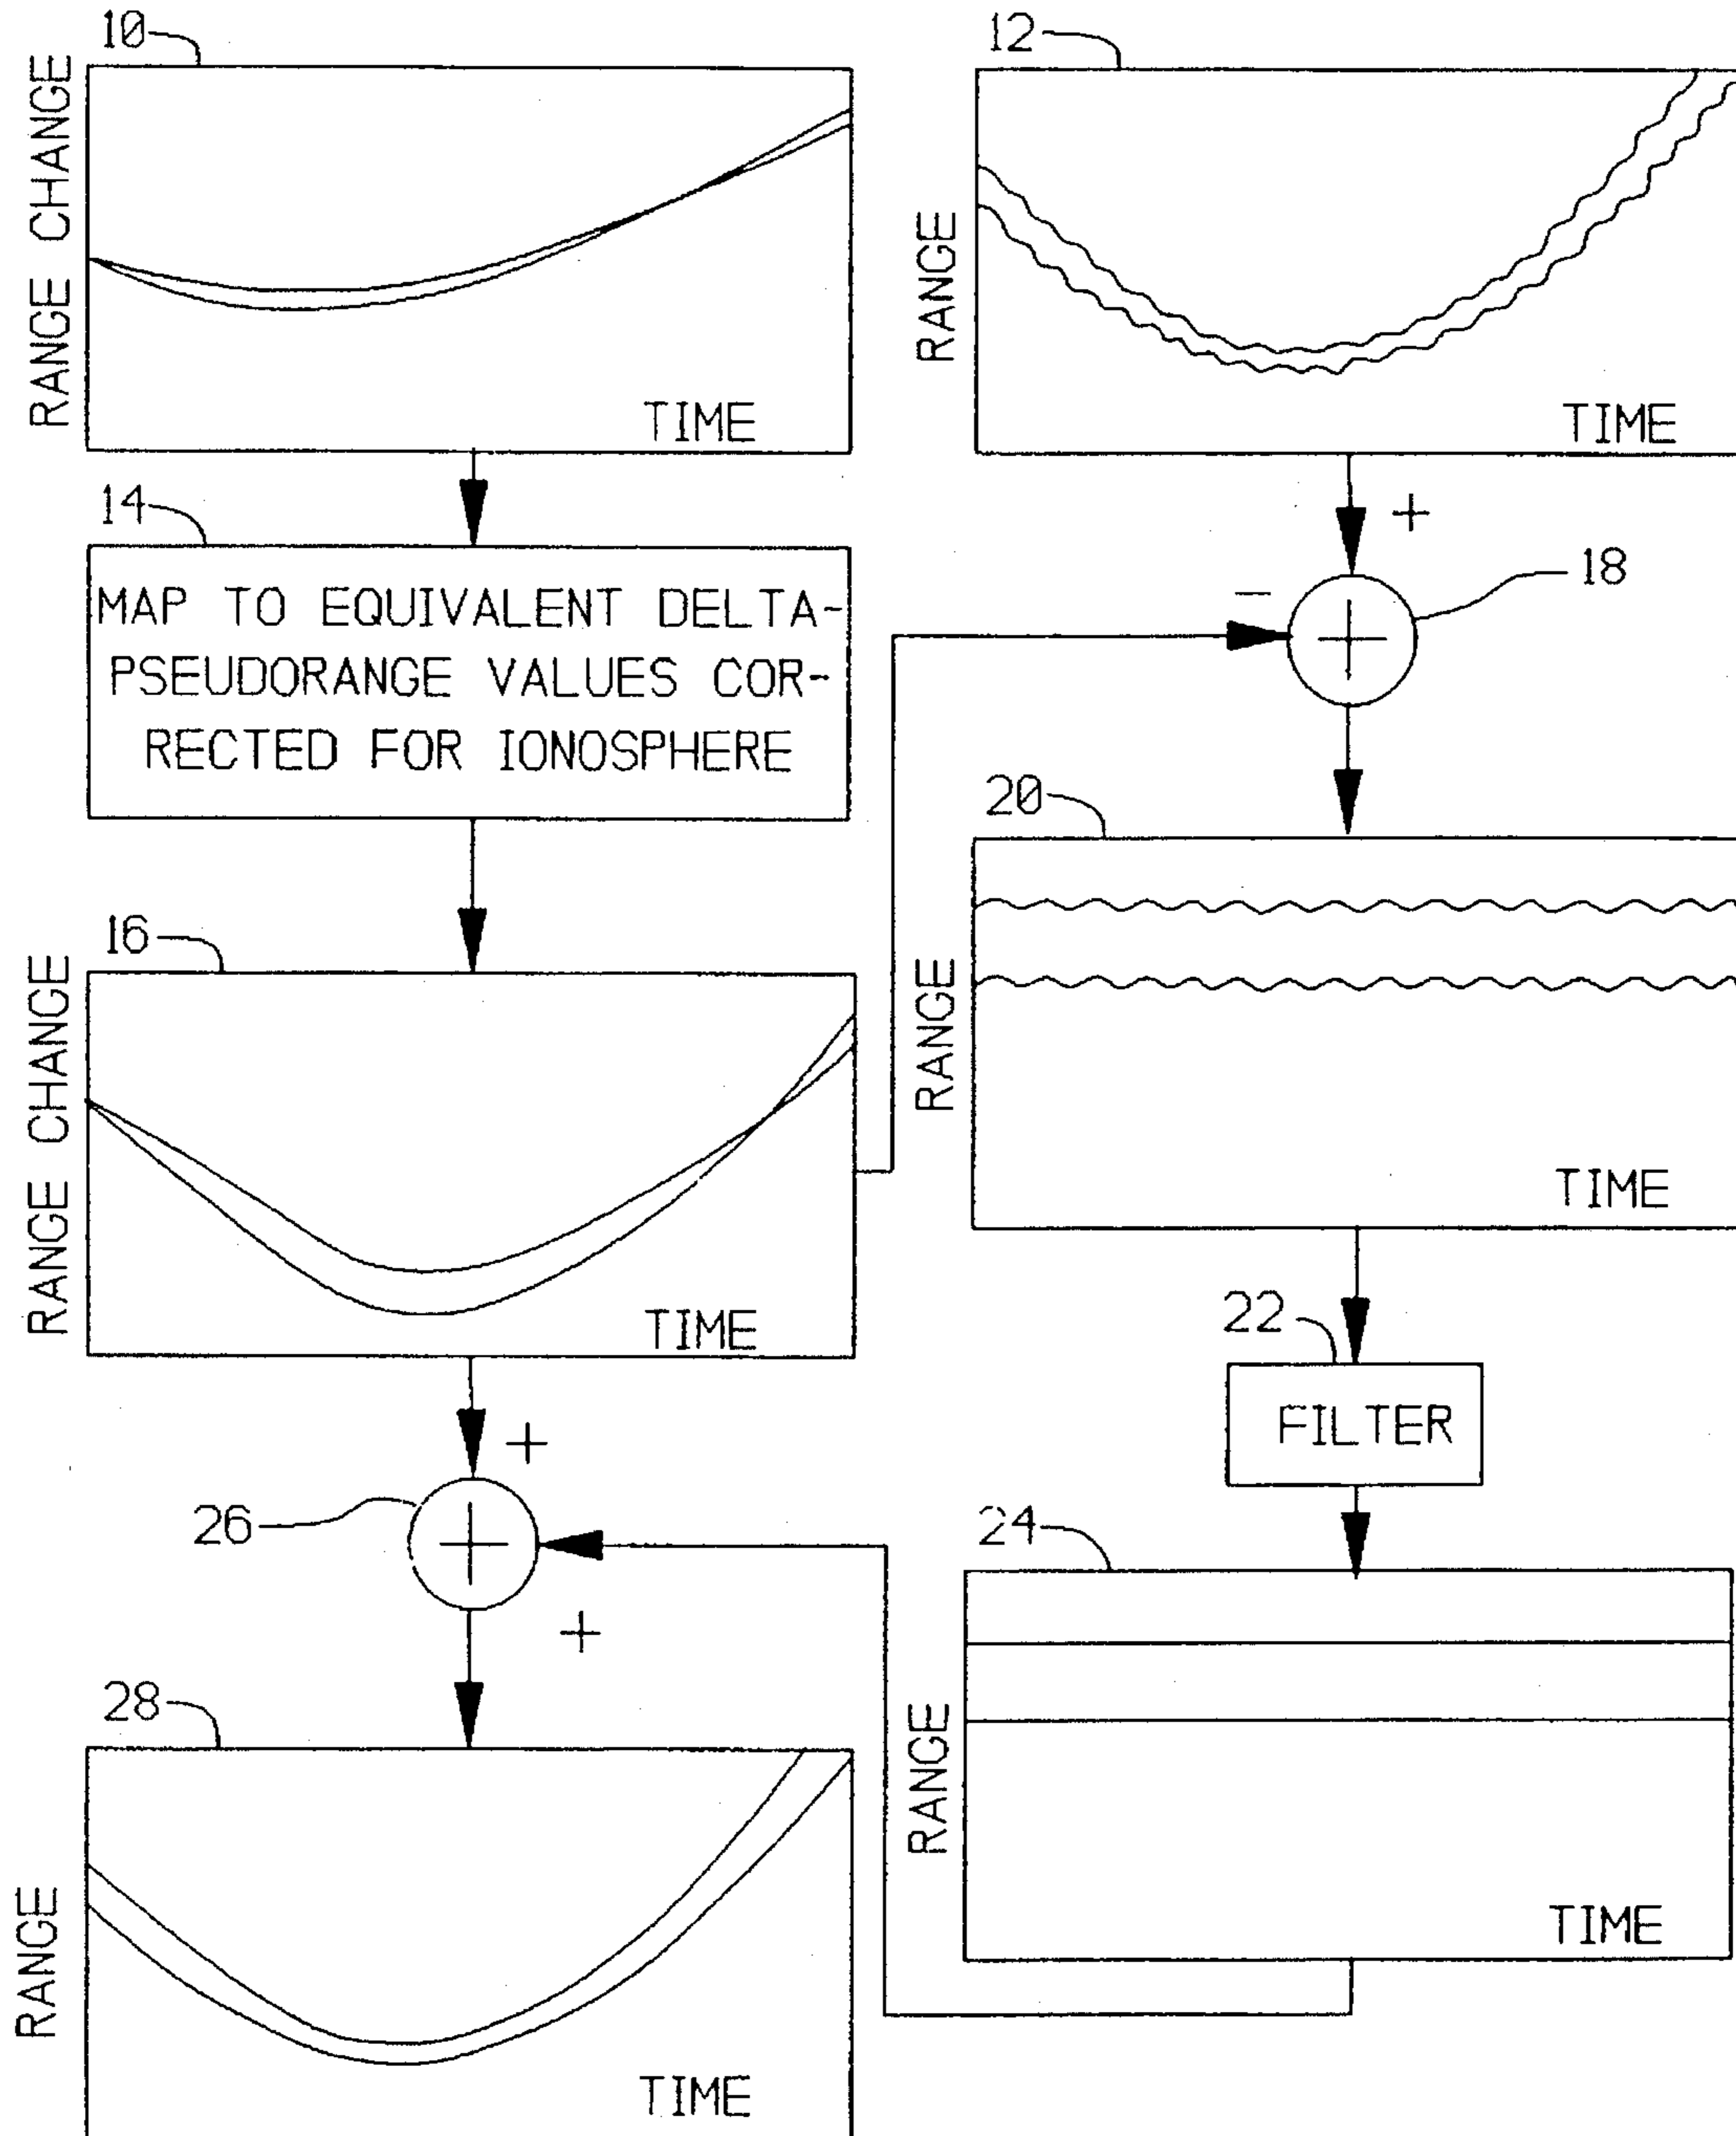 10
RANGE CHANGE
TIME
12
RANGE
TIME
14
MAP TO EQUIVALENT DELTA-
PSEUDORANGE VALUES COR-
RECTED FOR IONOSPHERE
+
−
18
+
16
RANGE CHANGE
TIME
20
RANGE
TIME
22
FILTER
+
26
+
+
24
RANGE
TIME
28
RANGE
TIME